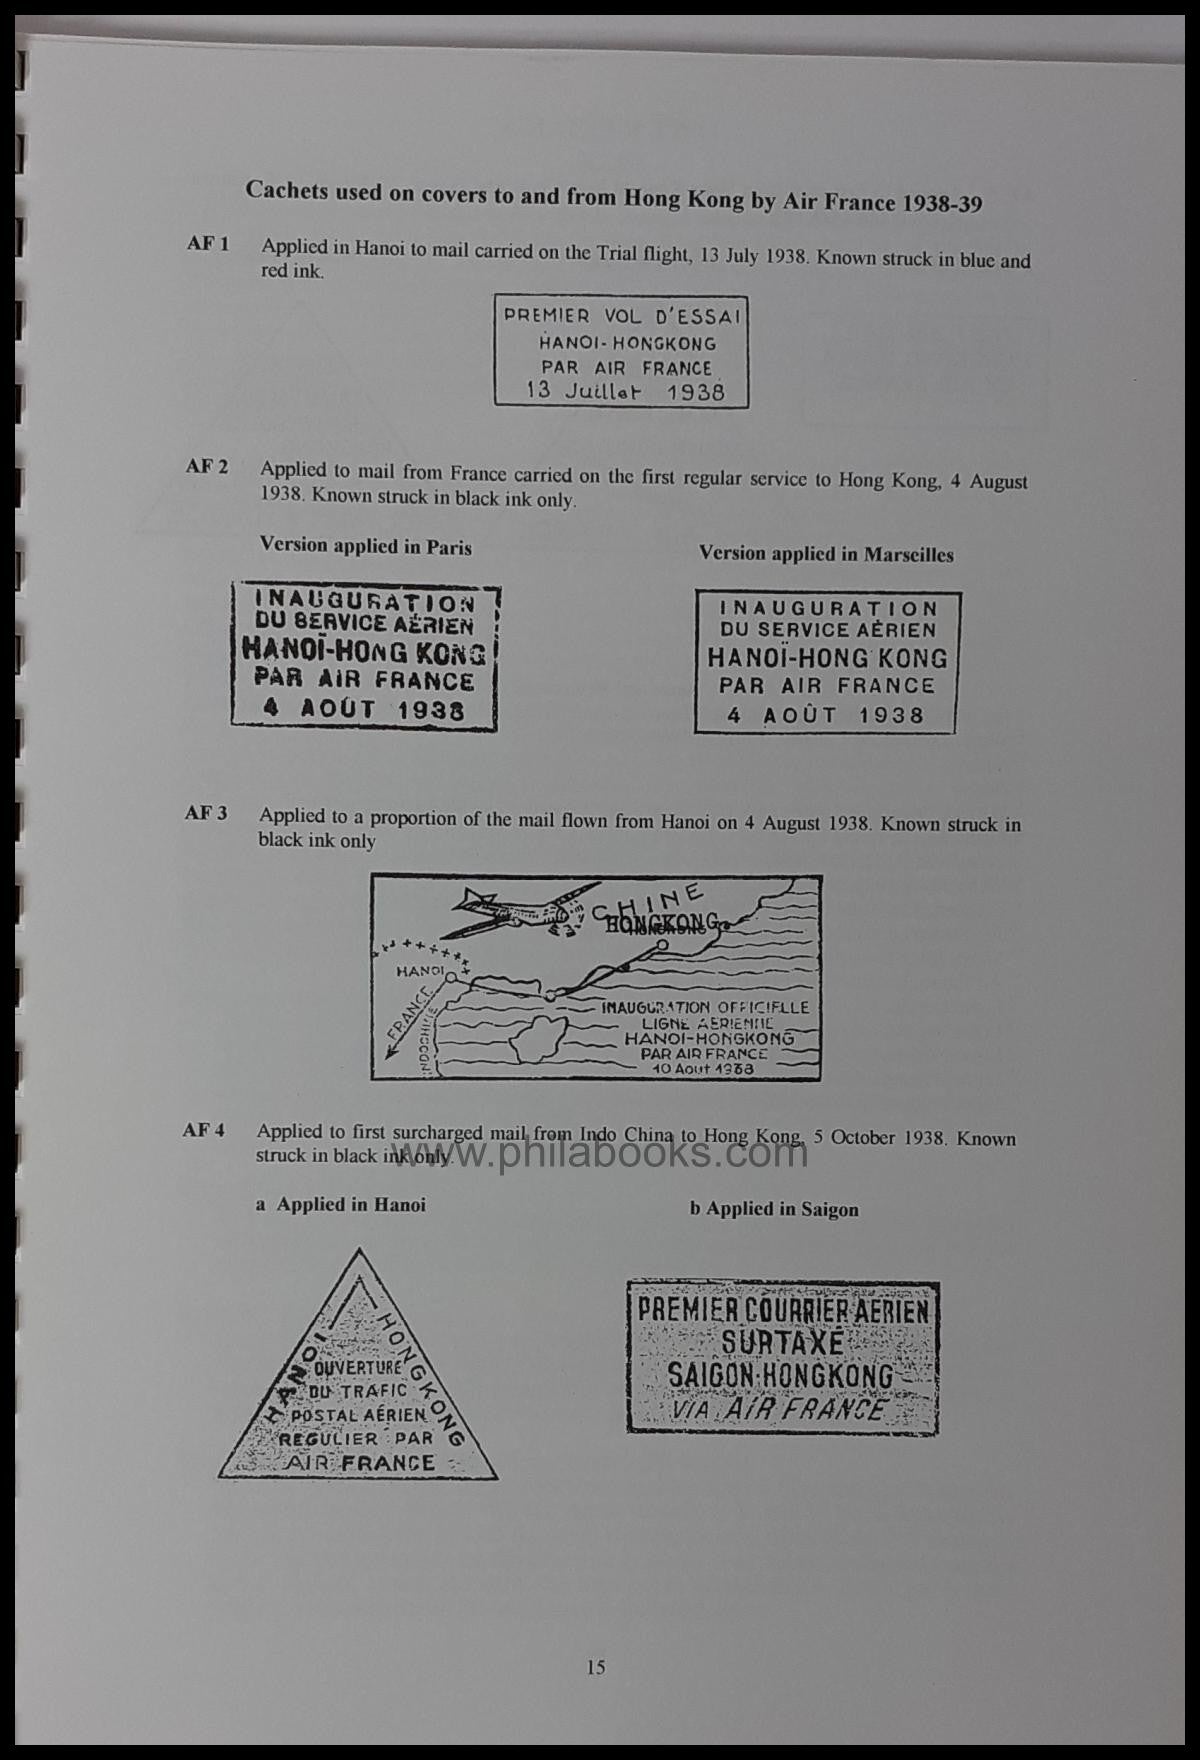 Cachets used on covers to and from Hong Kong by Air France 1938-39
AF 1 Applied in Hanoi to mail carried on the Trial flight, 13 July 1938. Known struck in blue and
red ink.
PREMIER VOL D'ESSAI
HANOI-HONGKONG
PAR AIR FRANCE
13 Juillet 1938
AF 2 Applied to mail from France carried on the first regular service to Hong Kong, 4 August
1938. Known struck in black ink only.
Version applied in Paris
INAUGURATION
DU SERVICE AÉRIEN
HANOÏ-HONG KONG
PAR AIR FRANCE
4 AOÛT 1938
Version applied in Marseilles
INAUGURATION
DU SERVICE AÈRIEN
HANOÏ-HONG KONG
PAR AIR FRANCE
4 AOÛT 1938
AF 3 Applied to a proportion of the mail flown from Hanoi on 4 August 1938. Known struck in
black ink only
CHINE
HONGKONG
HANOI
FRANCE
INAUGURATION OFFICIELLE
LIGNE AERIENNE
HANOI-HONGKONG
PAR AIR FRANCE
10 Aout 1938
AF 4 Applied to first surcharged mail from Indo China to Hong Kong, 5 October 1938. Known
struck in black ink only.
www.philabooks.com
a Applied in Hanoi
HANOI
HONGKONG
OUVERTURE
DU TRAFIC
POSTAL AÉRIEN
REGULIER PAR
AIR FRANCE
b Applied in Saigon
PREMIER COURRIER AERIEN
SURTAXÉ
SAIGON-HONGKONG
VIA AIR FRANCE
15